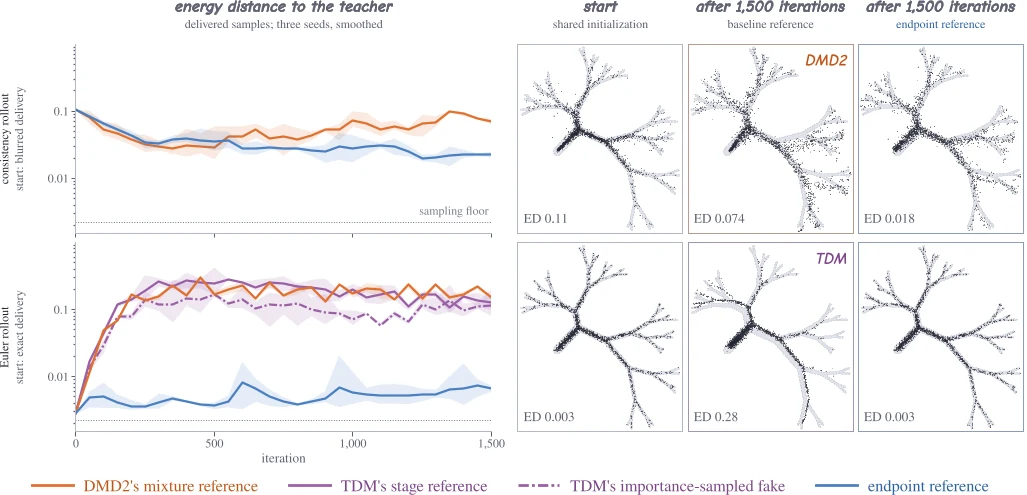 energy distance to the teacher
delivered samples; three seeds, smoothed
start
shared initialization
after 1,500 iterations
baseline reference
after 1,500 iterations
endpoint reference
consistency rollout
start: blurred delivery
0.1
0.01
sampling floor
ED 0.11
DMD2
ED 0.074
ED 0.018
Euler rollout
start: exact delivery
0.1
0.01
0
500
1,000
1,500
iteration
ED 0.003
TDM
ED 0.28
ED 0.003
DMD2's mixture reference
TDM's stage reference
TDM's importance-sampled fake
endpoint reference